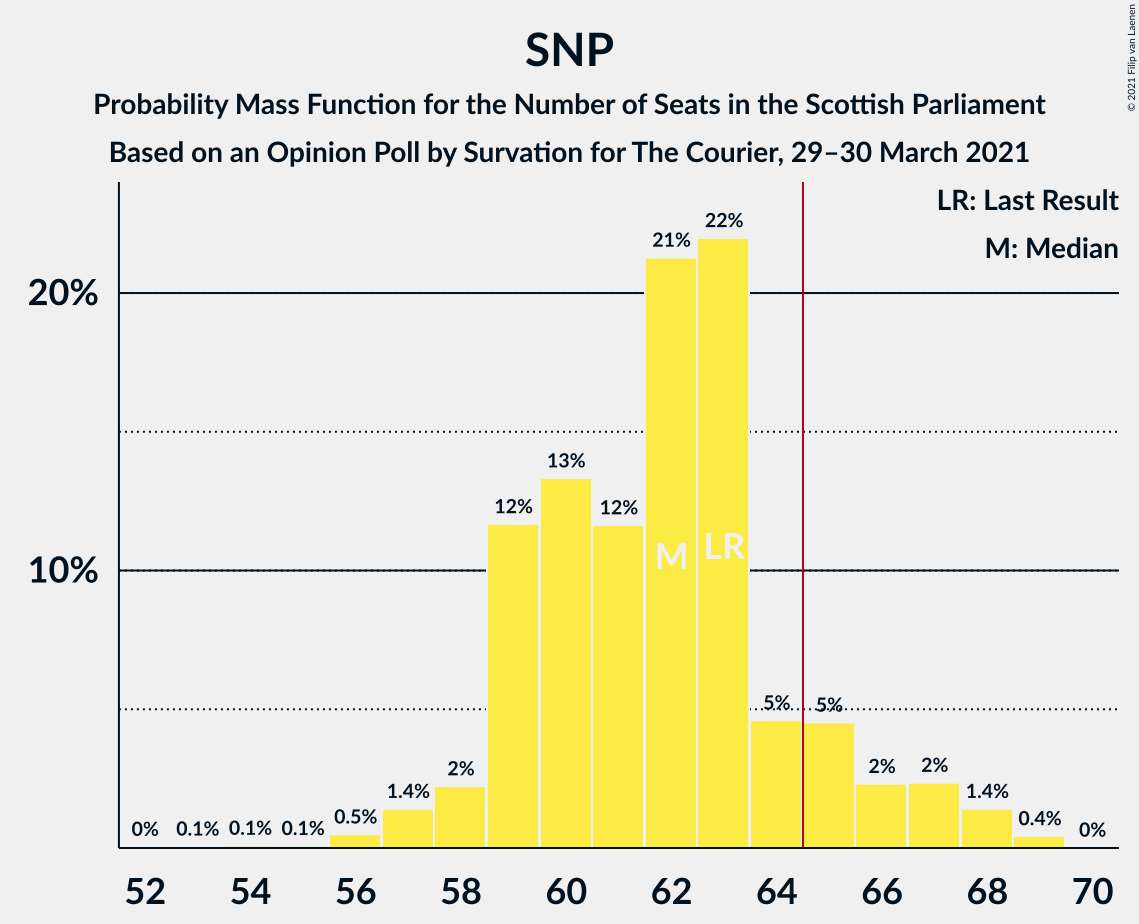 SNP
Probability Mass Function for the Number of Seats in the Scottish Parliament
Based on an Opinion Poll by Survation for The Courier, 29–30 March 2021
© 2021 Filip van Laenen
LR: Last Result
M: Median
20%
10%
0%
0.1%
0.1%
0.1%
0.5%
1.4%
2%
12%
13%
12%
21%
22%
5%
5%
2%
2%
1.4%
0.4%
0%
M
LR
52 54 56 58 60 62 64 66 68 70